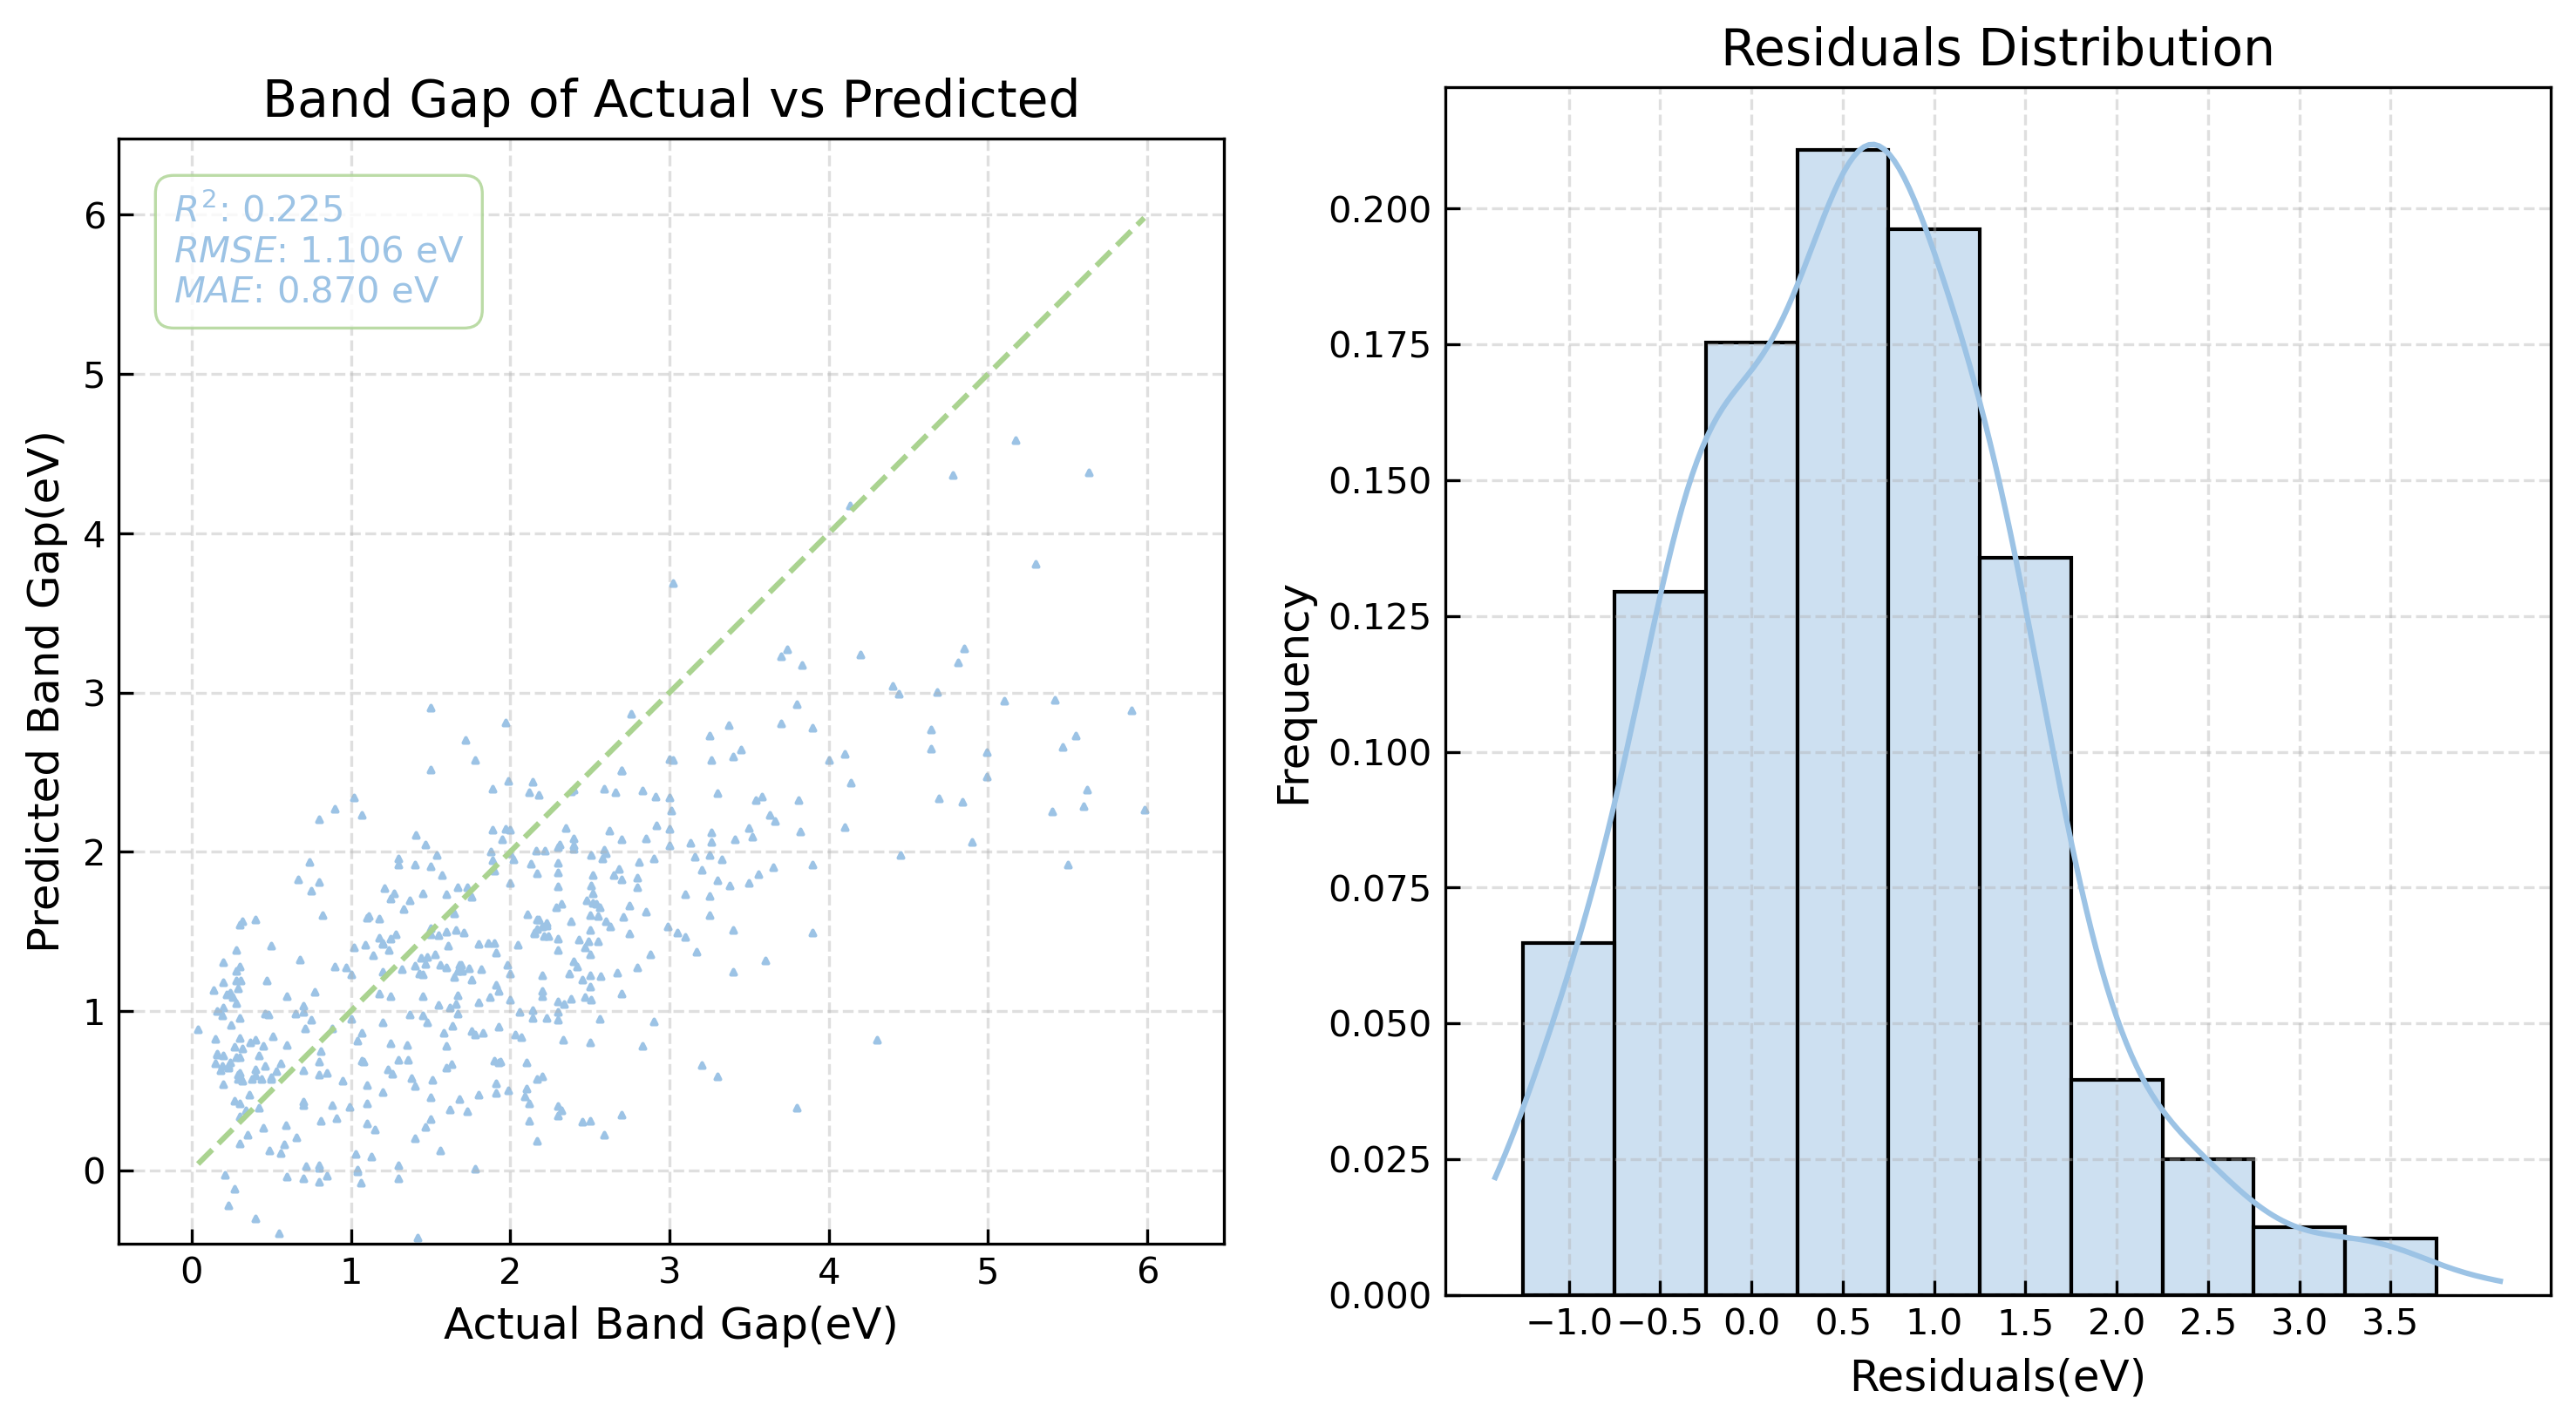 Band Gap of Actual vs Predicted
R²: 0.225
RMSE: 1.106 eV
MAE: 0.870 eV
6
5
4
3
2
1
0
Predicted Band Gap(eV)
0 1 2 3 4 5 6
Actual Band Gap(eV)
Residuals Distribution
0.200
0.175
0.150
0.125
0.100
0.075
0.050
0.025
0.000
Frequency
−1.0 −0.5 0.0 0.5 1.0 1.5 2.0 2.5 3.0 3.5
Residuals(eV)